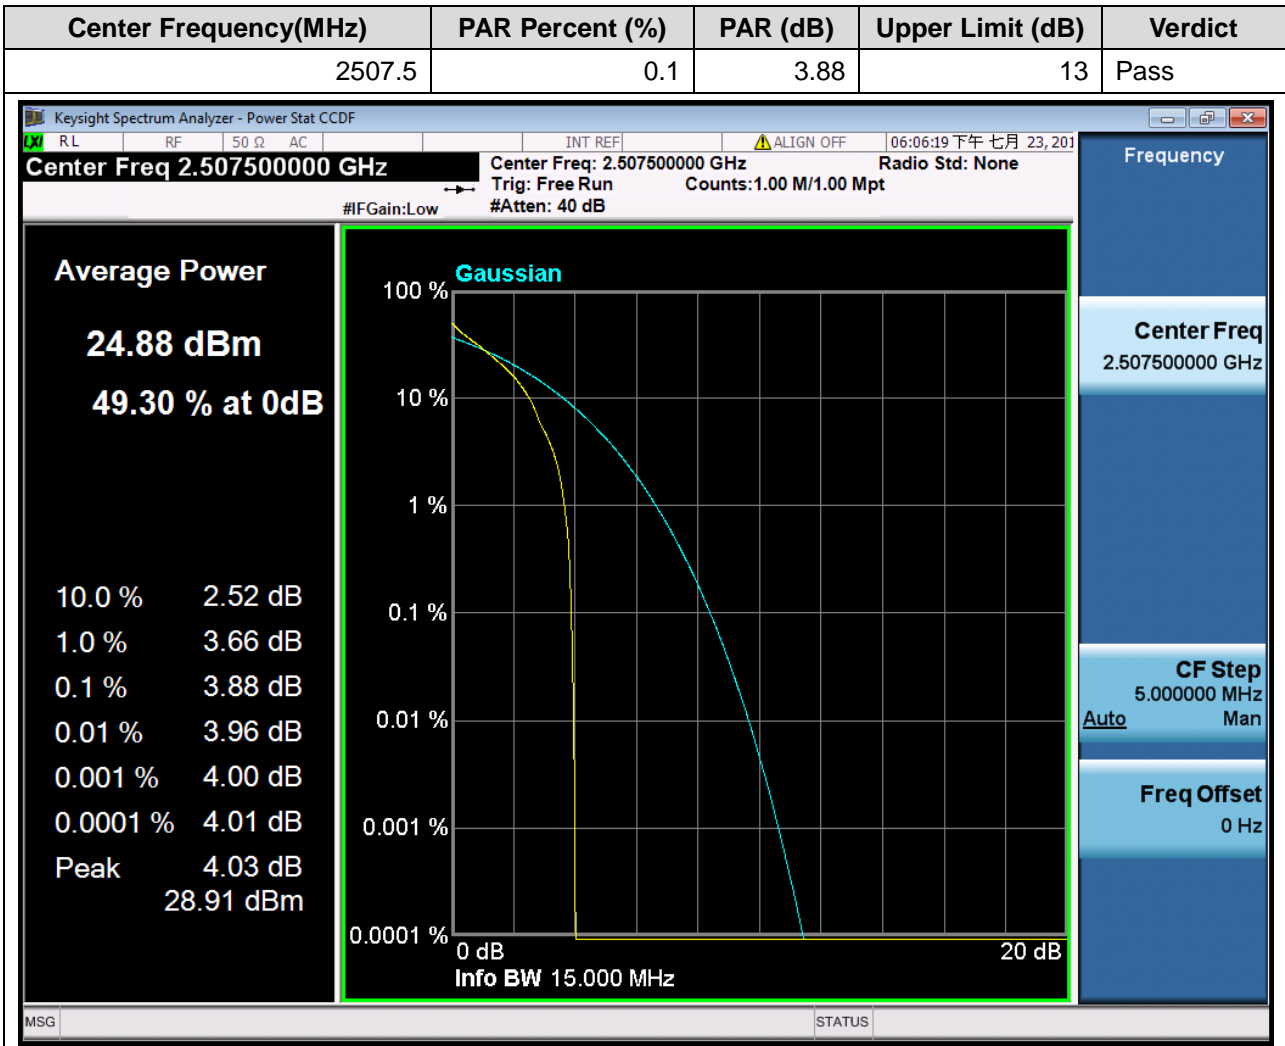 Center Frequency(MHz) PAR Percent (%) PAR (dB) Upper Limit (dB) Verdict
2507.5 0.1 3.88 13 Pass
Keysight Spectrum Analyzer - Power Stat CCDF
LXI RL RF 50 Ω AC INT REF ALIGN OFF 06:06:19 下午 七月 23, 201
Center Freq 2.507500000 GHz
Center Freq: 2.507500000 GHz Radio Std: None
Trig: Free Run Counts:1.00 M/1.00 Mpt
#IFGain:Low #Atten: 40 dB
Frequency
Average Power
24.88 dBm
49.30 % at 0dB
10.0 % 2.52 dB
1.0 % 3.66 dB
0.1 % 3.88 dB
0.01 % 3.96 dB
0.001 % 4.00 dB
0.0001 % 4.01 dB
Peak 4.03 dB
28.91 dBm
Gaussian
100 %
10 %
1 %
0.1 %
0.01 %
0.001 %
0.0001 %
0 dB 20 dB
Info BW 15.000 MHz
Center Freq
2.507500000 GHz
CF Step
5.000000 MHz
Auto Man
Freq Offset
0 Hz
MSG STATUS